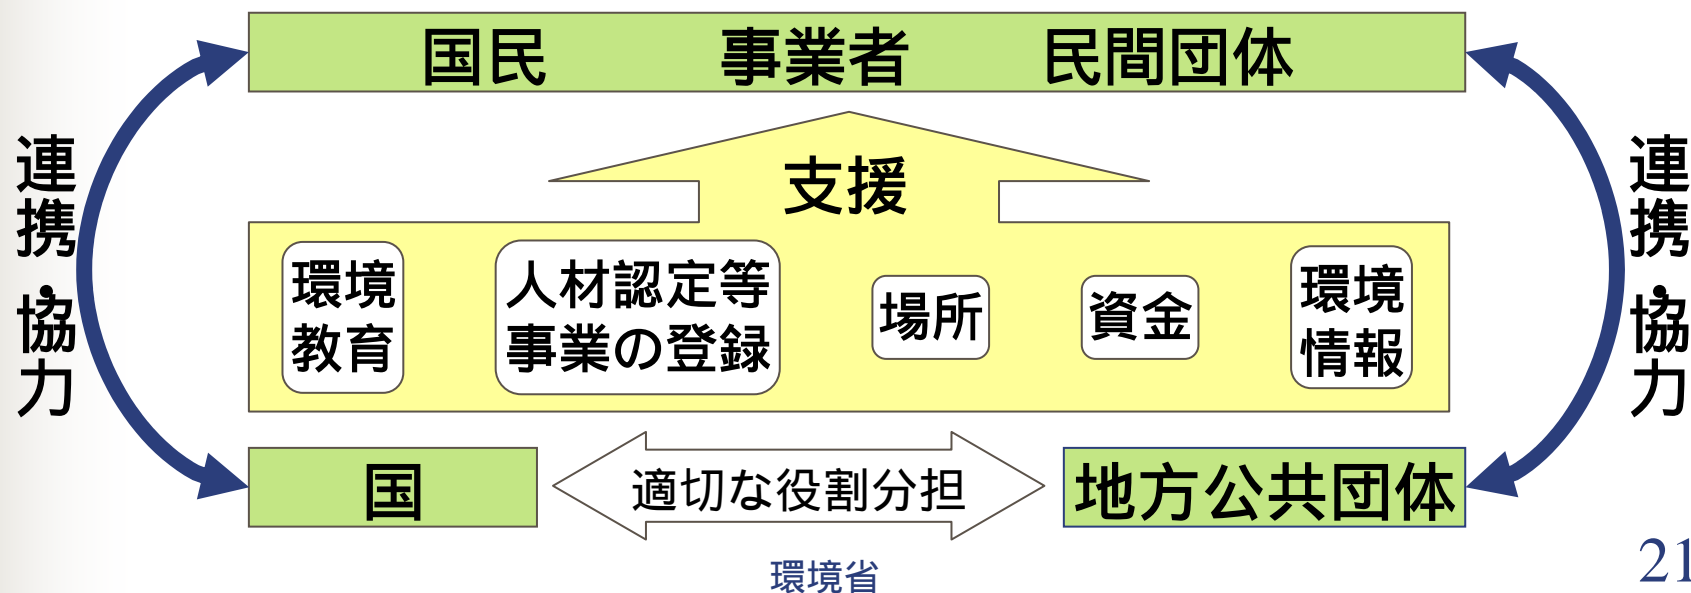 国民 事業者 民間団体
連携・協力
支援
連携・協力
環境
教育
人材認定等
事業の登録
場所
資金
環境
情報
国
適切な役割分担
地方公共団体
環境省
21